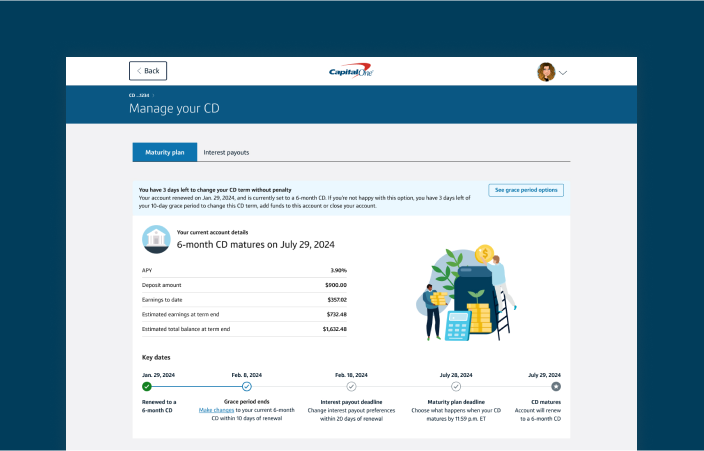 Back
Capital One
CD ...1234
Manage your CD
Maturity plan
Interest payouts
You have 3 days left to change your CD term without penalty
Your account renewed on Jan. 29, 2024, and is currently set to a 6-month CD. If you're not happy with this option, you have 3 days left of
your 10-day grace period to change this CD term, add funds to this account or close your account.
See grace period options
Your current account details
6-month CD matures on July 29, 2024
APY 3.90%
Deposit amount $900.00
Earnings to date $357.02
Estimated earnings at term end $732.48
Estimated total balance at term end $1,632.48
Key dates
Jan. 29, 2024
Renewed to a
6-month CD
Feb. 8, 2024
Grace period ends
Make changes to your current 6-month
CD within 10 days of renewal
Feb. 18, 2024
Interest payout deadline
Change interest payout preferences
within 20 days of renewal
July 28, 2024
Maturity plan deadline
Choose what happens when your CD
matures by 11:59 p.m. ET
July 29, 2024
CD matures
Account will renew
to a 6-month CD